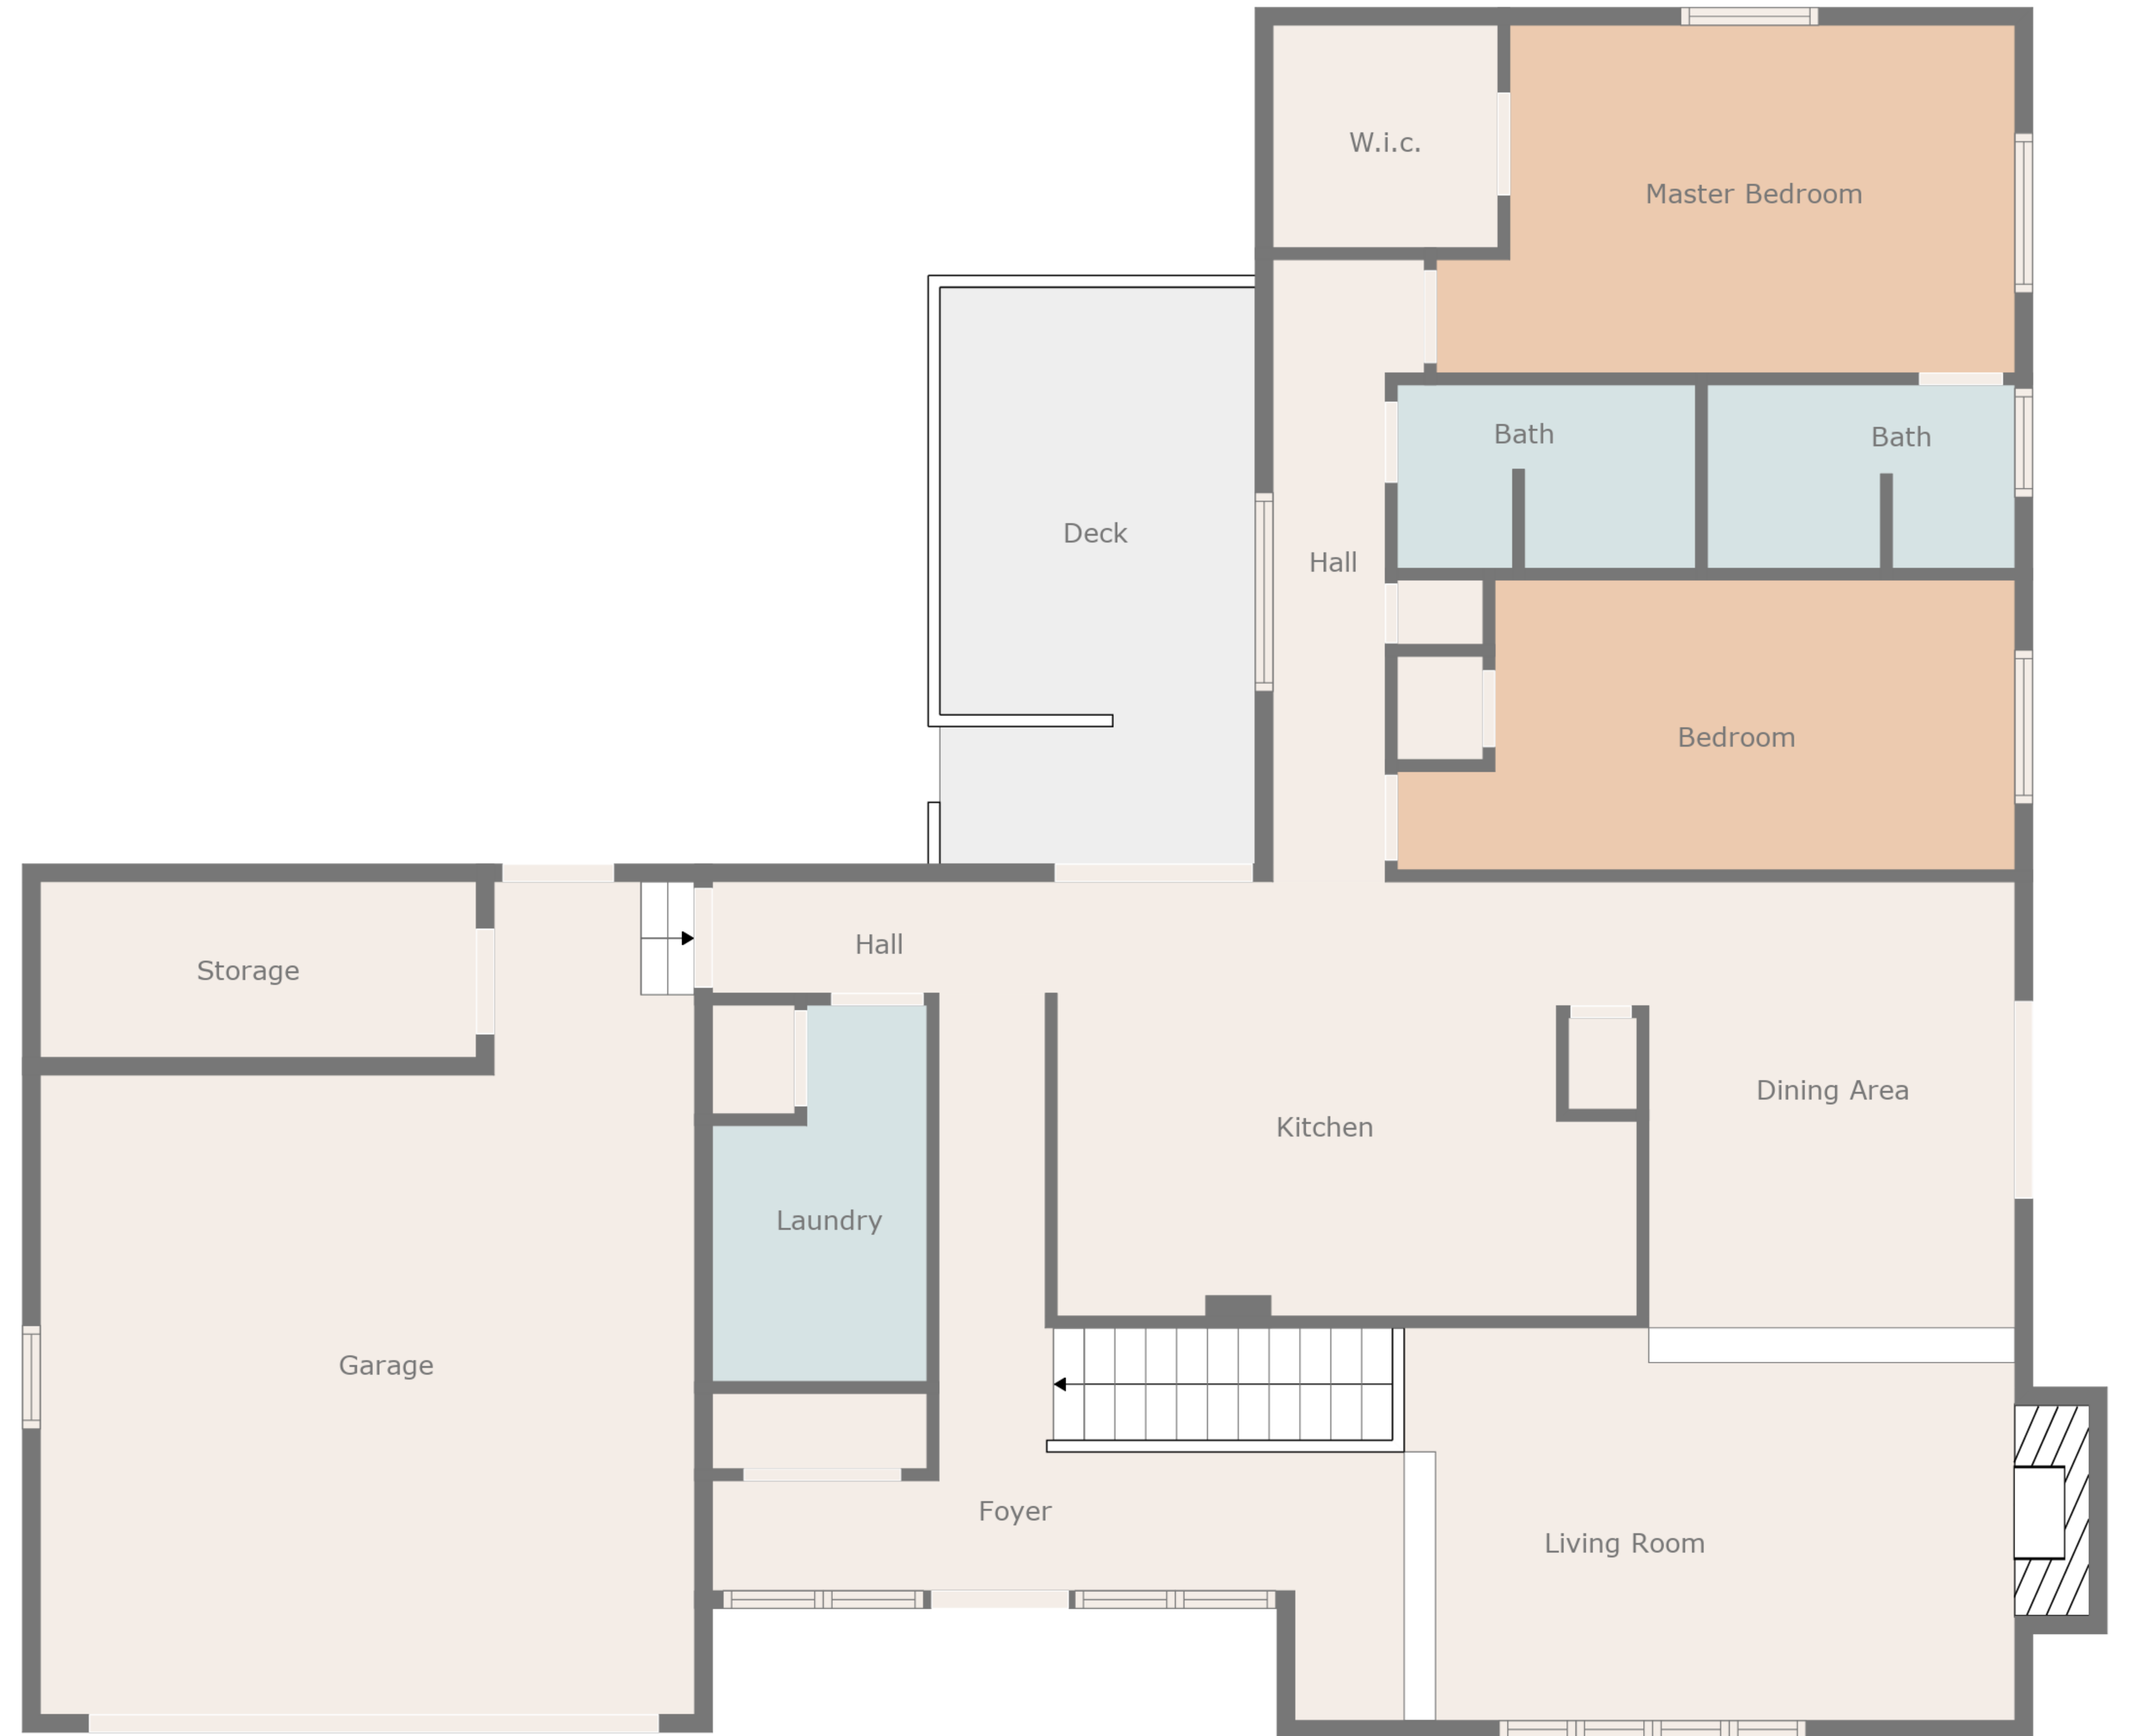 W.i.c.
Master Bedroom
Bath
Bath
Deck
Hall
Bedroom
Hall
Storage
Dining Area
Kitchen
Laundry
Garage
Foyer
Living Room